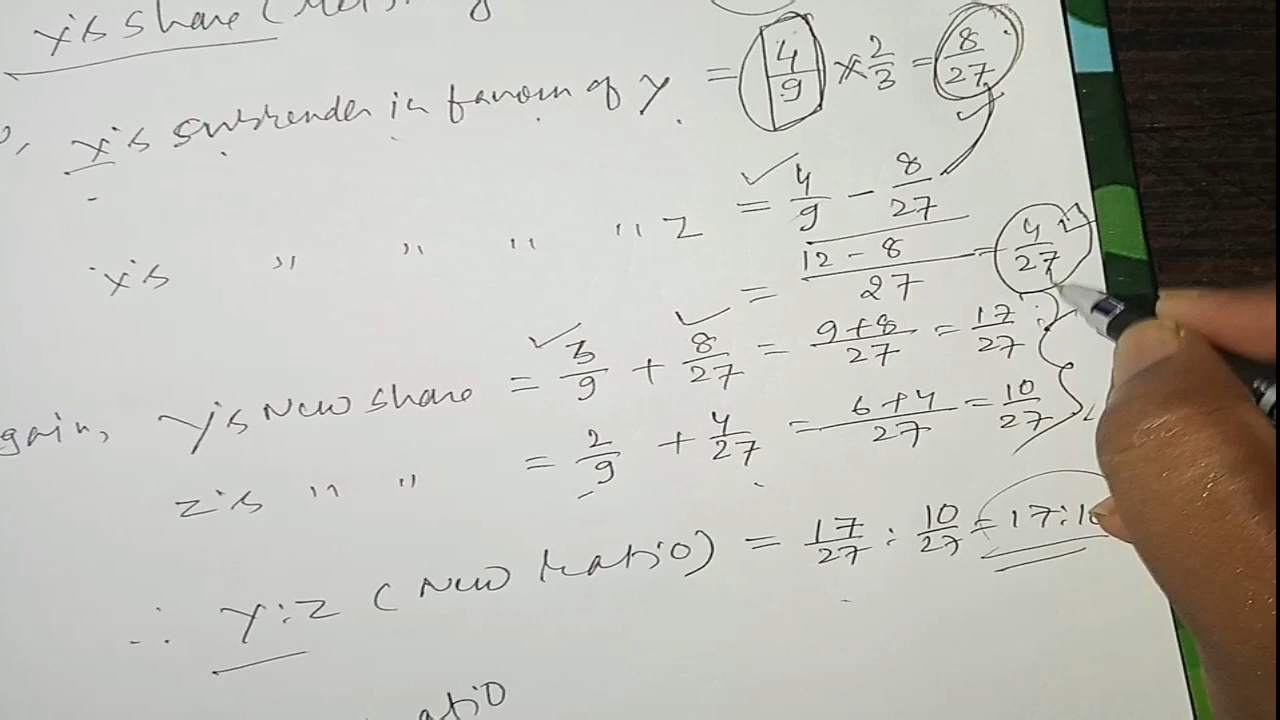 X's share (
X's surrender in favour of Y = 4/9 × 2/3 = 8/27
X's " " " " Z = 4/9 - 8/27
= 12 - 8/27 = 4/27
gain, Y's New share = 3/9 + 8/27 = 9+8/27 = 17/27
Z's " " = 2/9 + 4/27 = 6+4/27 = 10/27
∴ Y:Z (New Ratio) = 17/27 : 10/27 = 17:10
atio